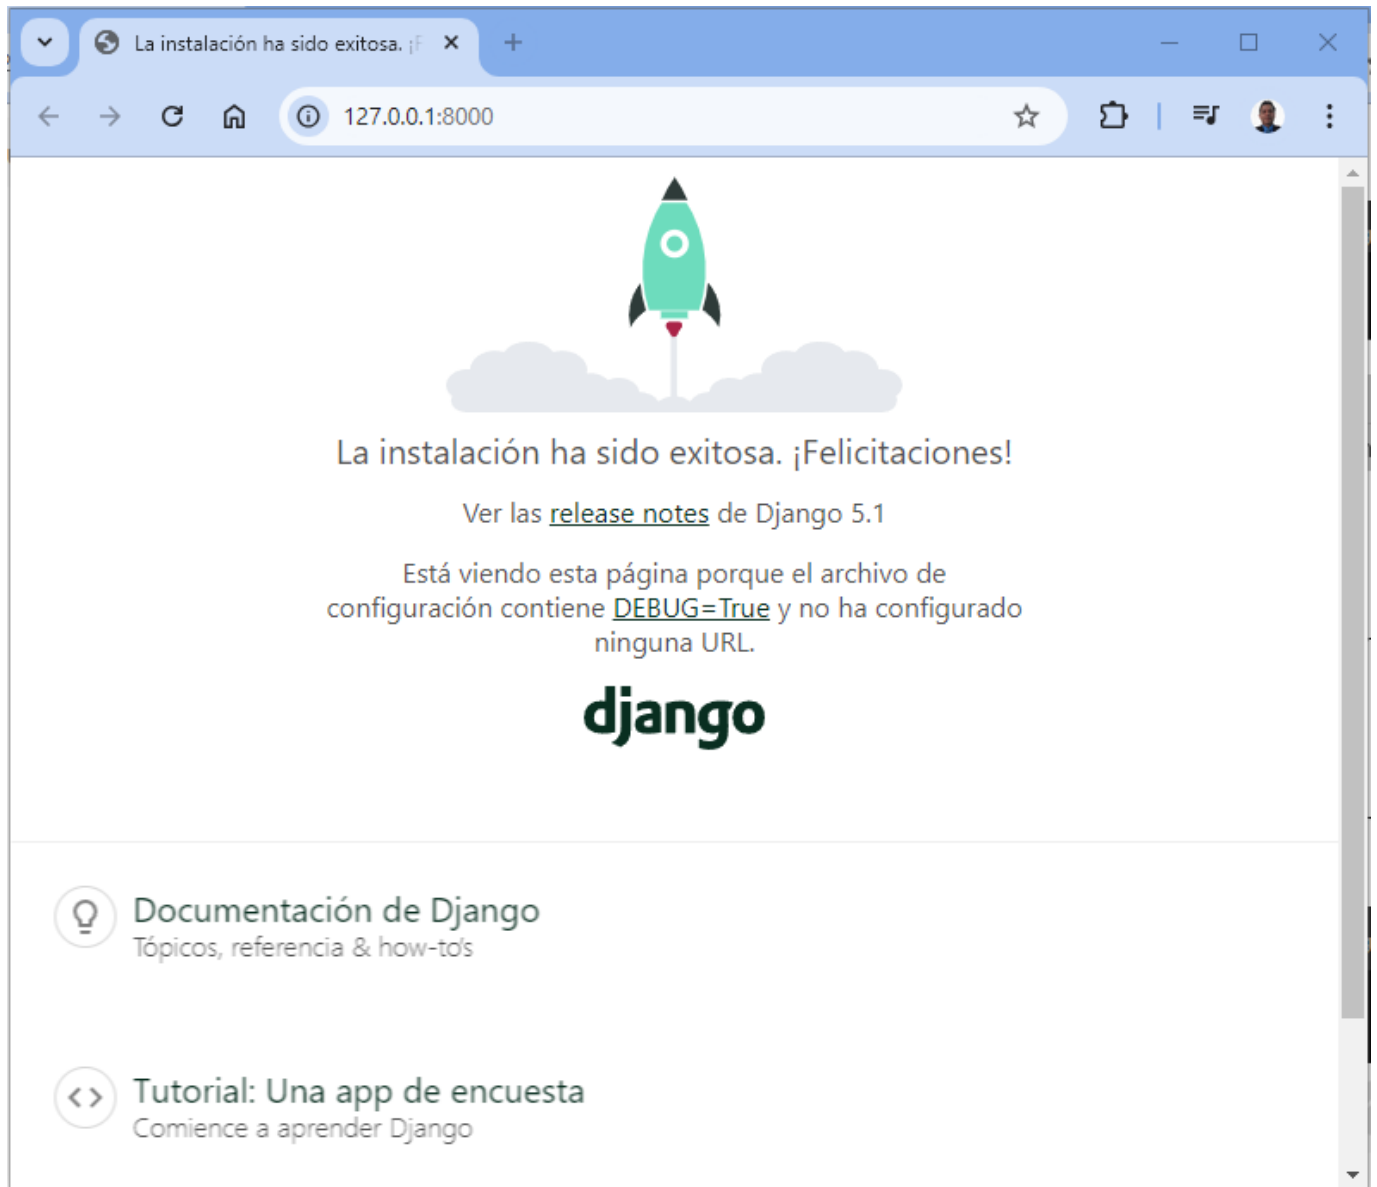 La instalación ha sido exitosa. ¡F
127.0.0.1:8000
La instalación ha sido exitosa. ¡Felicitaciones!
Ver las release notes de Django 5.1
Está viendo esta página porque el archivo de
configuración contiene DEBUG=True y no ha configurado
ninguna URL.
django
Documentación de Django
Tópicos, referencia & how-to's
Tutorial: Una app de encuesta
Comience a aprender Django